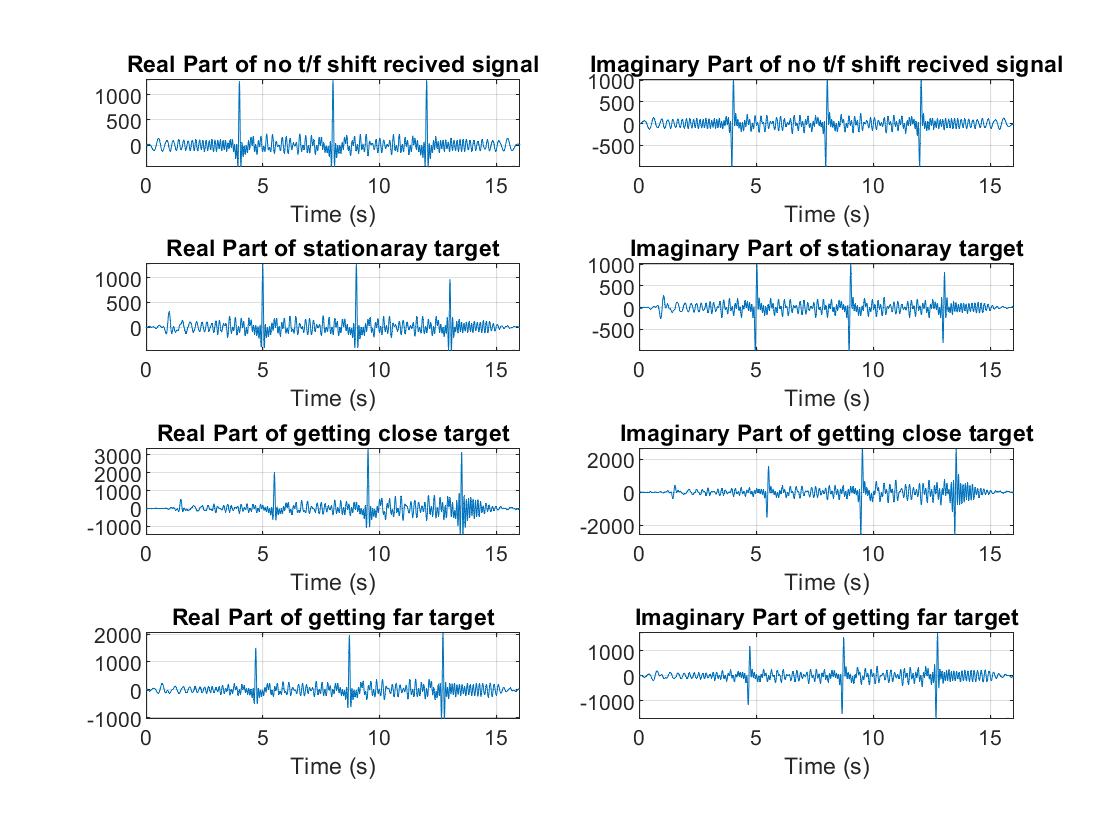 Real Part of no t/f shift recived signal
1000
500
0
0 5 10 15
Time (s)
Imaginary Part of no t/f shift recived signal
1000
500
0
-500
0 5 10 15
Time (s)
Real Part of stationaray target
1000
500
0
0 5 10 15
Time (s)
Imaginary Part of stationaray target
1000
500
0
-500
0 5 10 15
Time (s)
Real Part of getting close target
3000
2000
1000
0
-1000
0 5 10 15
Time (s)
Imaginary Part of getting close target
2000
0
-2000
0 5 10 15
Time (s)
Real Part of getting far target
2000
1000
0
-1000
0 5 10 15
Time (s)
Imaginary Part of getting far target
1000
0
-1000
0 5 10 15
Time (s)